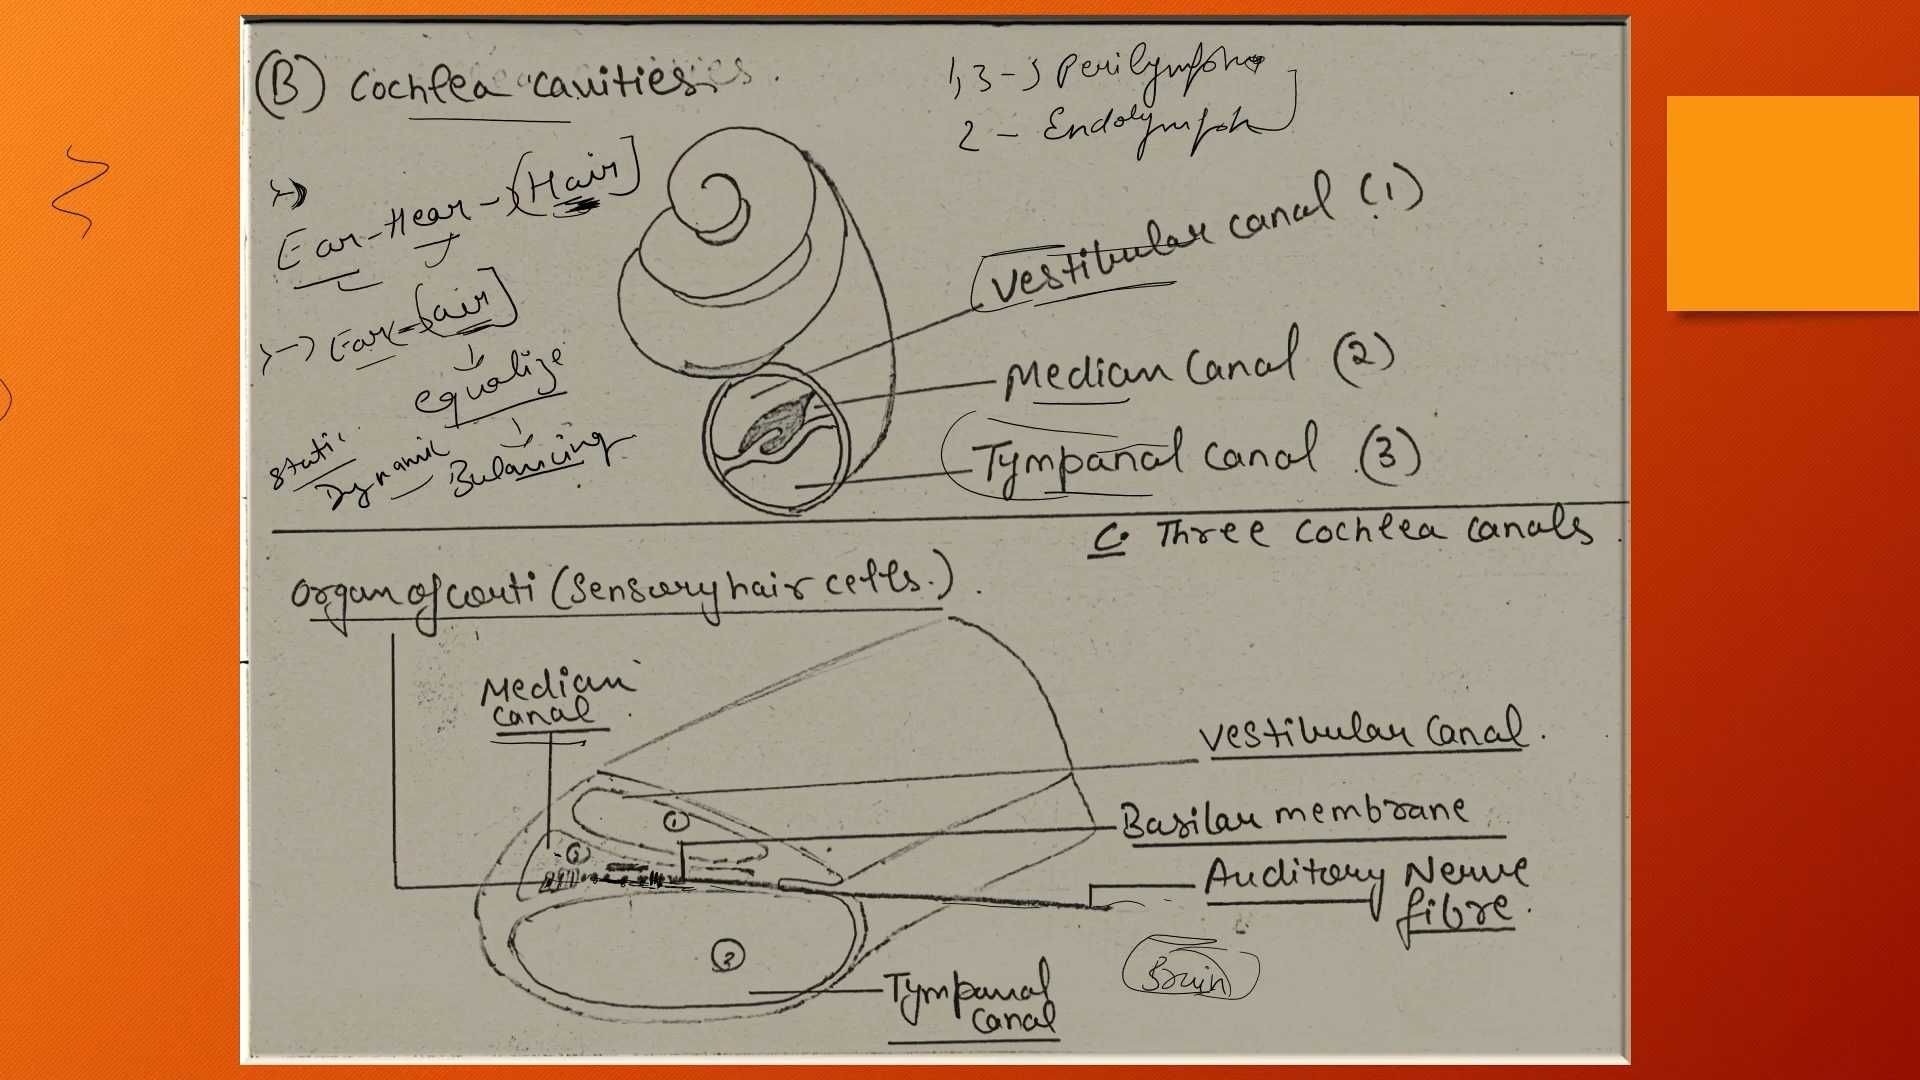 (B) Cochlea cavities.
1, 3 -> Perilymph
2 - Endolymph
Ear-Hear-(Hair]
Ear-(air]
equalize
Balancing
static
Dynamic
Vestibular canal (1)
Median canal (2)
Tympanal canal (3)
C. Three cochlea canals.
Organ of corti (sensory hair cells.).
Median
canal
Vestibular canal.
1
Basilar membrane
Auditory Nerve
fibre.
3
Brain
Tympanal
canal